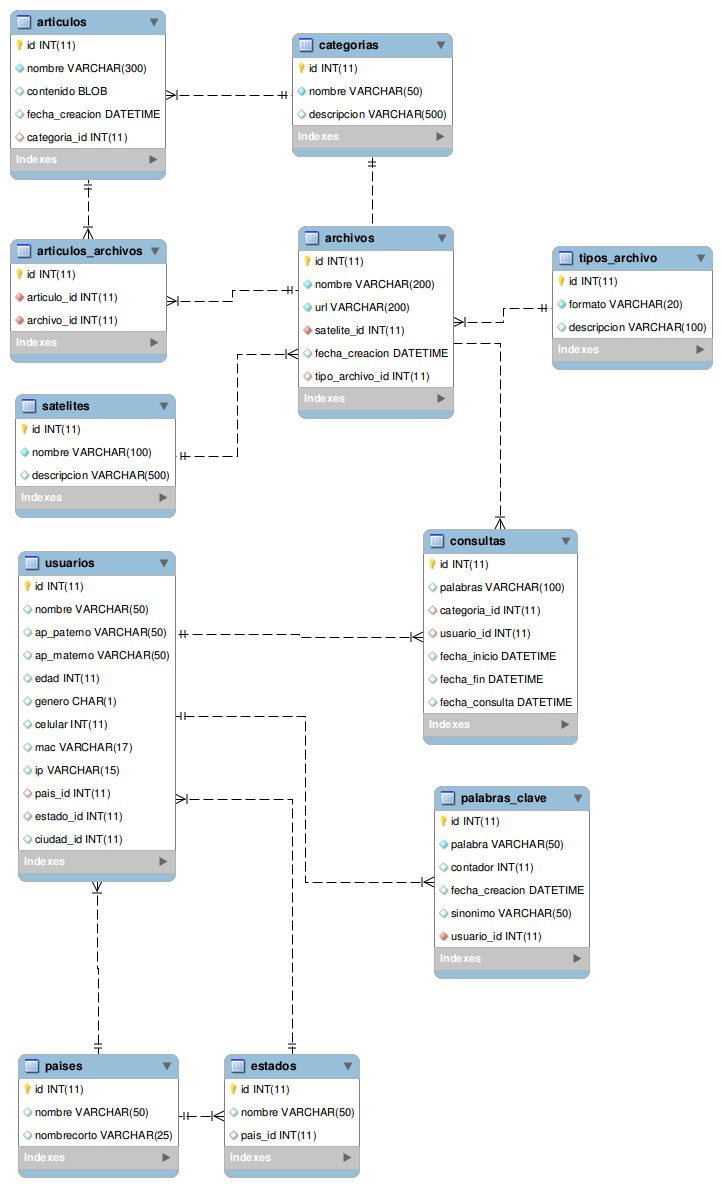 articulos
id INT(11)
nombre VARCHAR(300)
contenido BLOB
fecha_creacion DATETIME
categoria_id INT(11)
Indexes
categorias
id INT(11)
nombre VARCHAR(50)
descripcion VARCHAR(500)
Indexes
articulos_archivos
id INT(11)
articulo_id INT(11)
archivo_id INT(11)
Indexes
archivos
id INT(11)
nombre VARCHAR(200)
url VARCHAR(200)
satelite_id INT(11)
fecha_creacion DATETIME
tipo_archivo_id INT(11)
Indexes
tipos_archivo
id INT(11)
formato VARCHAR(20)
descripcion VARCHAR(100)
Indexes
satelites
id INT(11)
nombre VARCHAR(100)
descripcion VARCHAR(500)
Indexes
consultas
id INT(11)
palabras VARCHAR(100)
categoria_id INT(11)
usuario_id INT(11)
fecha_inicio DATETIME
fecha_fin DATETIME
fecha_consulta DATETIME
Indexes
usuarios
id INT(11)
nombre VARCHAR(50)
ap_paterno VARCHAR(50)
ap_materno VARCHAR(50)
edad INT(11)
genero CHAR(1)
celular INT(11)
mac VARCHAR(17)
ip VARCHAR(15)
pais_id INT(11)
estado_id INT(11)
ciudad_id INT(11)
Indexes
palabras_clave
id INT(11)
palabra VARCHAR(50)
contador INT(11)
fecha_creacion DATETIME
sinonimo VARCHAR(50)
usuario_id INT(11)
Indexes
paises
id INT(11)
nombre VARCHAR(50)
nombrecorto VARCHAR(25)
Indexes
estados
id INT(11)
nombre VARCHAR(50)
pais_id INT(11)
Indexes